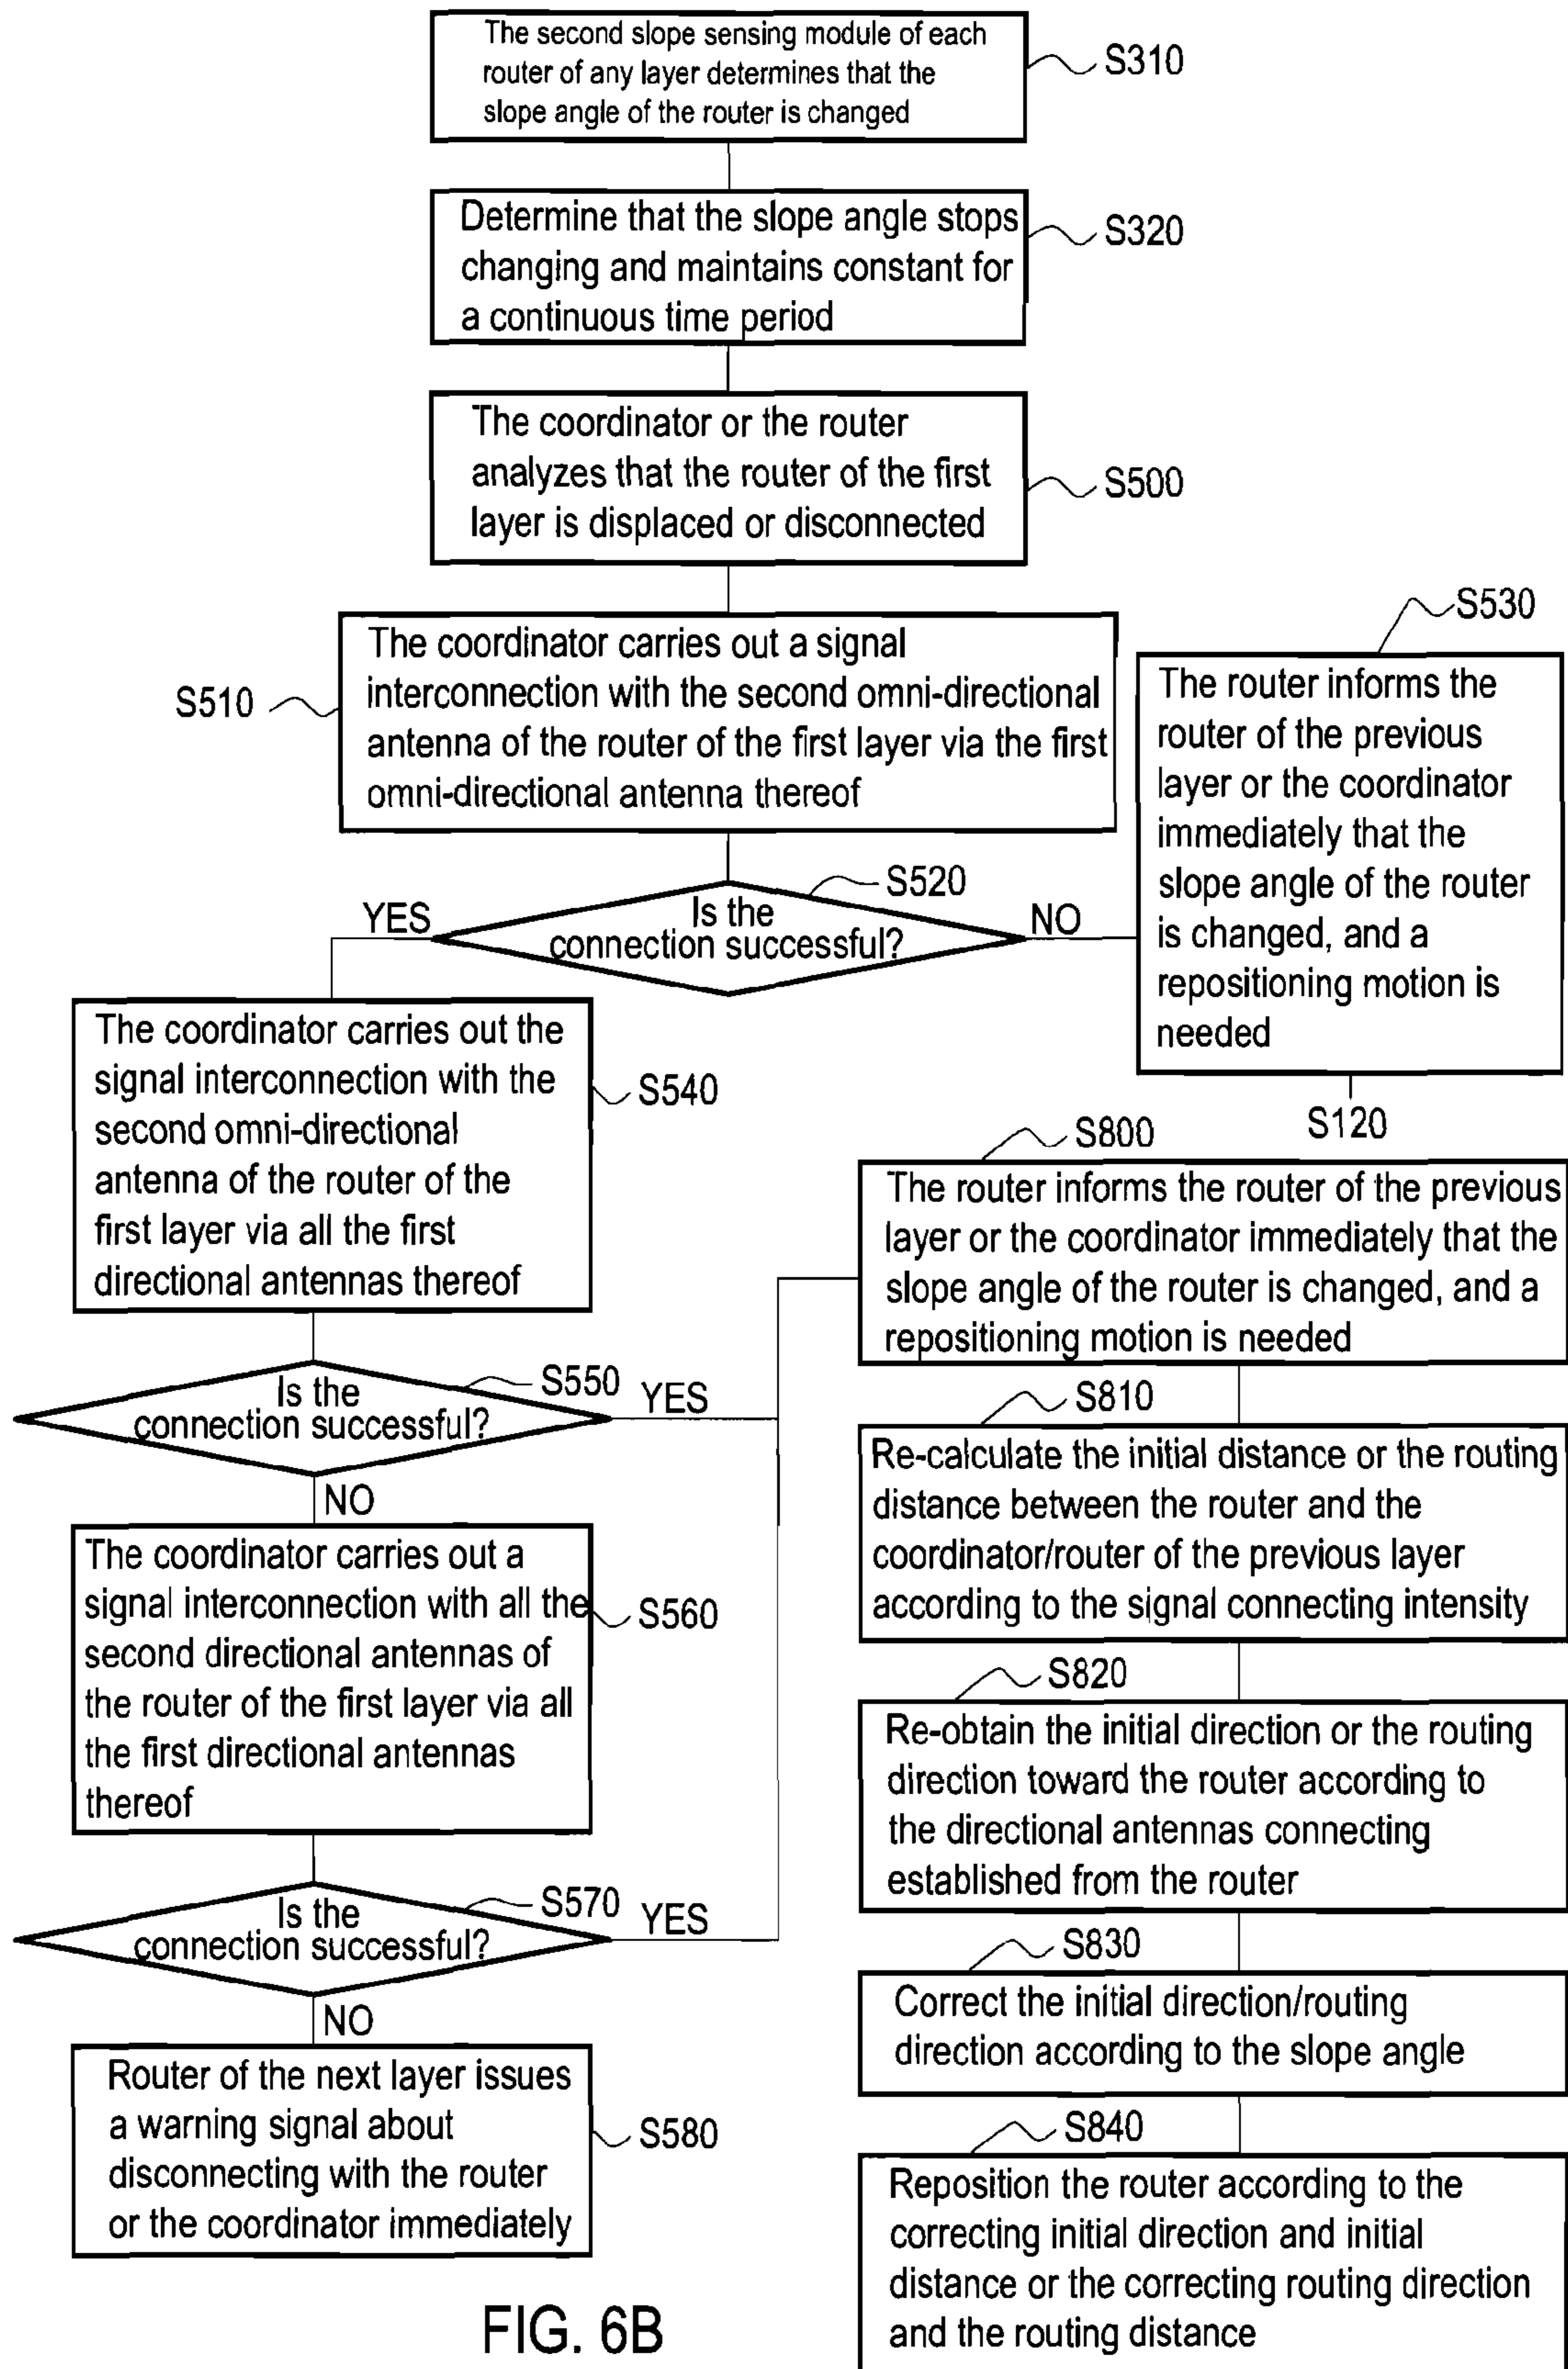 The second slope sensing module of each
router of any layer determines that the
slope angle of the router is changed
S310
Determine that the slope angle stops
changing and maintains constant for
a continuous time period
S320
The coordinator or the router
analyzes that the router of the first
layer is displaced or disconnected
S500
The coordinator carries out a signal
interconnection with the second omni-directional
antenna of the router of the first layer via the first
omni-directional antenna thereof
S510
S520
Is the
connection successful?
YES
NO
S530
The router informs the
router of the previous
layer or the coordinator
immediately that the
slope angle of the router
is changed, and a
repositioning motion is
needed
S120
The coordinator carries out the
signal interconnection with the
second omni-directional
antenna of the router of the
first layer via all the first
directional antennas thereof
S540
Is the
connection successful?
S550
YES
NO
The coordinator carries out a
signal interconnection with all the
second directional antennas of
the router of the first layer via all
the first directional antennas
thereof
S560
Is the
connection successful?
S570
YES
NO
Router of the next layer issues
a warning signal about
disconnecting with the router
or the coordinator immediately
S580
S800
The router informs the router of the previous
layer or the coordinator immediately that the
slope angle of the router is changed, and a
repositioning motion is needed
S810
Re-calculate the initial distance or the routing
distance between the router and the
coordinator/router of the previous layer
according to the signal connecting intensity
S820
Re-obtain the initial direction or the routing
direction toward the router according to
the directional antennas connecting
established from the router
S830
Correct the initial direction/routing
direction according to the slope angle
S840
Reposition the router according to the
correcting initial direction and initial
distance or the correcting routing direction
and the routing distance
FIG. 6B